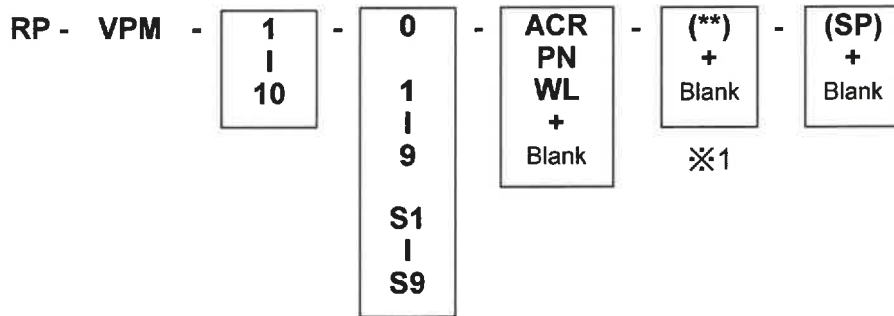 RP - VPM - 1 - 0 - ACR - (**) - (SP)
I PN + +
10 1 WL Blank Blank
I +
9 Blank ※1
S1
I
S9